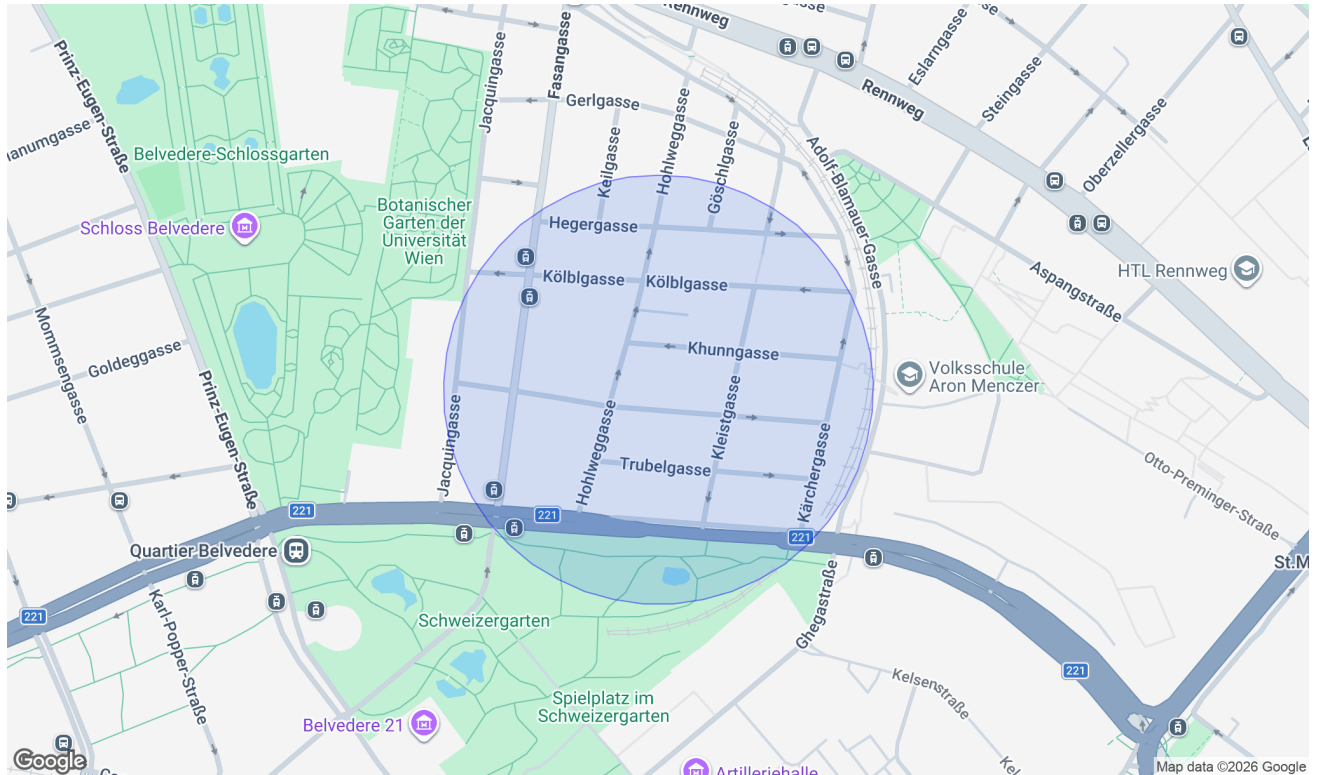 Rennweg
Prinz-Eugen-Straße
Jacquingasse
Fasangasse
Gerlgasse
Keilgasse
Hohlweggasse
Göschlgasse
Adolf-Blamauer-Gasse
Rennweg
Eslarngasse
Steingasse
Oberzellergasse
Belvedere-Schlossgarten
Schloss Belvedere
Botanischer
Garten der
Universität
Wien
Hegergasse
Kölblgasse
Kölblgasse
Aspangstraße
HTL Rennweg
Mommsengasse
Goldeggasse
Prinz-Eugen-Straße
Khunngasse
Volksschule
Aron Menczer
Jacquingasse
Hohlweggasse
Kleistgasse
Trubelgasse
Kärchergasse
Otto-Preminger-Straße
221
221
221
Quartier Belvedere
221
Karl-Popper-Straße
Schweizergarten
Ghegastraße
Kelsenstraße
221
Spielplatz im
Schweizergarten
Belvedere 21
Artilleriehalle
Google
Map data ©2026 Google